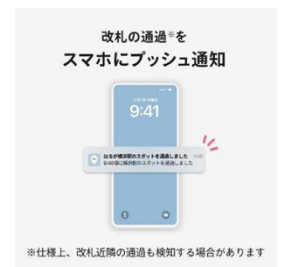 改札の通過※を
スマホにプッシュ通知
9:41
はるが横浜駅のスポットを通過しました
9:40頃に横浜駅のスポットを通過しました
※仕様上、改札近隣の通過も検知する場合があります